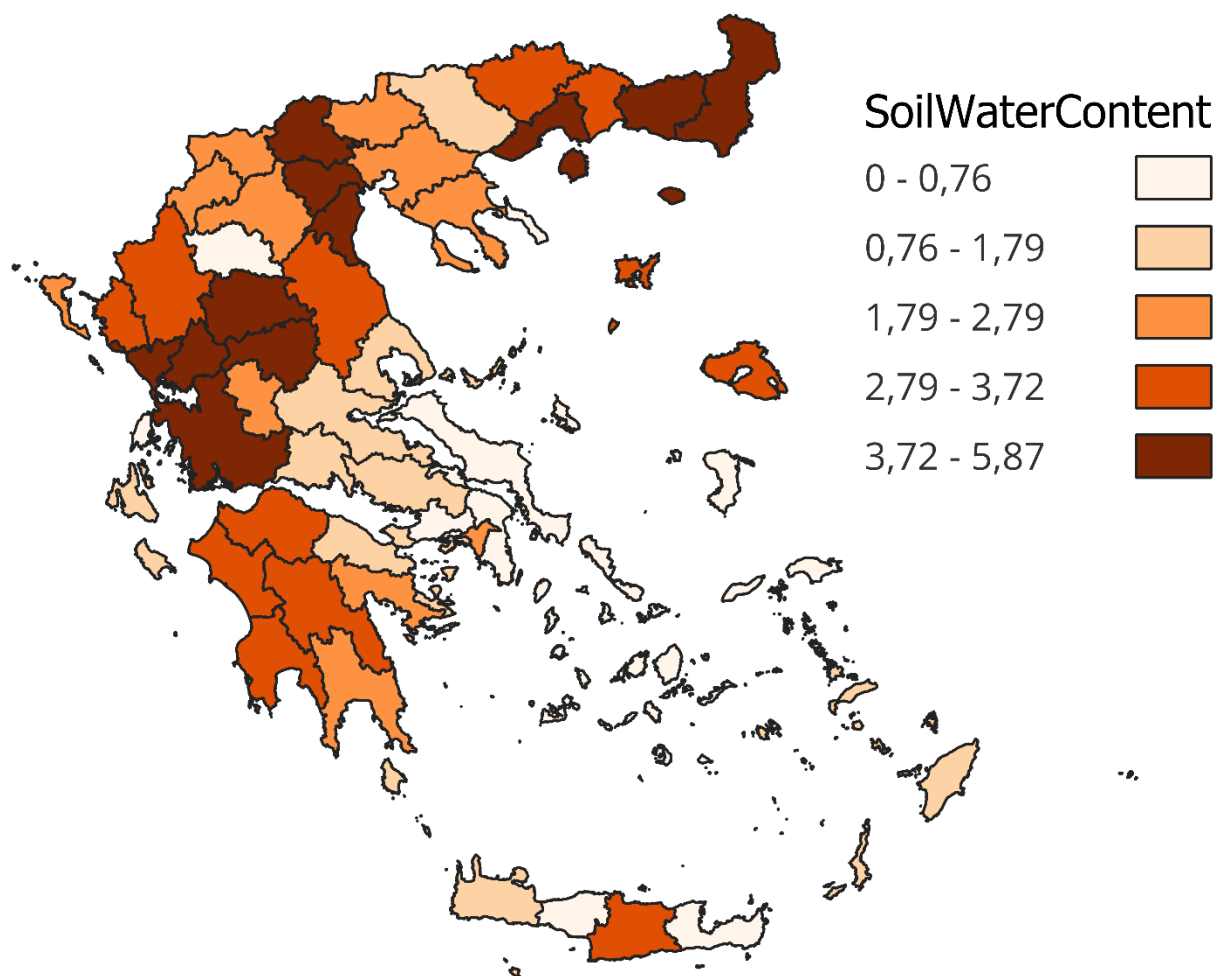 SoilWaterContent
0 - 0,76
0,76 - 1,79
1,79 - 2,79
2,79 - 3,72
3,72 - 5,87